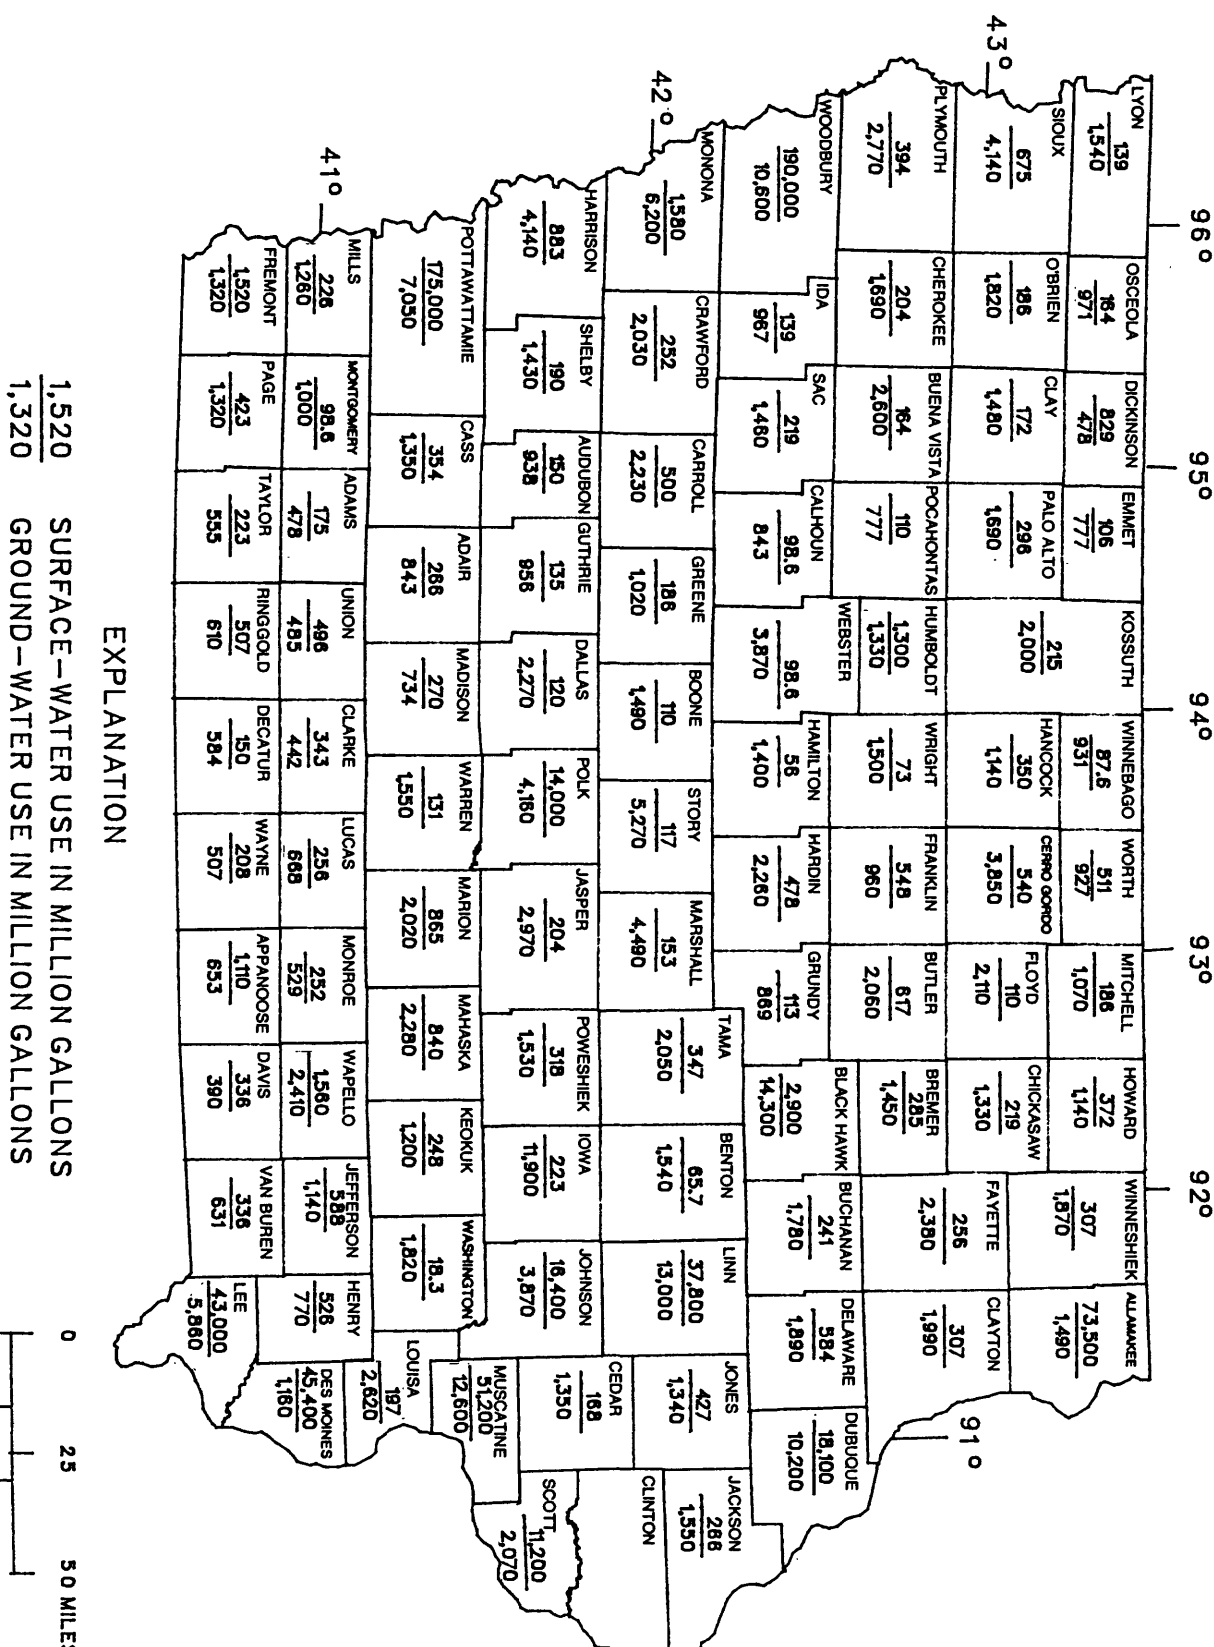 96°
95°
94°
93°
92°
91°
43°
42°
41°
LYON
139
1,540
OSCEOLA
164
971
DICKINSON
829
478
EMMET
106
777
KOSSUTH
215
2,000
WINNEBAGO
87.6
931
WORTH
511
927
MITCHELL
186
1,070
HOWARD
372
1,140
WINNESHIEK
307
1,870
ALLAMAKEE
73,500
1,490
SIOUX
675
4,140
O'BRIEN
186
1,820
CLAY
172
1,480
PALO ALTO
296
1,690
HANCOCK
350
1,140
CERRO GORDO
540
3,850
FLOYD
110
2,110
CHICKASAW
219
1,330
FAYETTE
256
2,380
CLAYTON
307
1,990
PLYMOUTH
394
2,770
CHEROKEE
204
1,690
BUENA VISTA
164
2,600
POCAHONTAS
110
777
HUMBOLDT
1,300
1,330
WRIGHT
73
1,500
FRANKLIN
548
960
BUTLER
617
2,060
BREMER
285
1,450
WOODBURY
190,000
10,600
IDA
139
967
SAC
219
1,460
CALHOUN
98.6
843
WEBSTER
98.6
3,870
HAMILTON
56
1,400
HARDIN
478
2,260
GRUNDY
113
869
BLACK HAWK
2,900
14,300
BUCHANAN
241
1,780
DELAWARE
584
1,890
DUBUQUE
18,100
10,200
MONONA
1,580
6,200
CRAWFORD
252
2,030
CARROLL
500
2,230
GREENE
186
1,020
BOONE
110
1,490
STORY
117
5,270
MARSHALL
153
4,490
TAMA
347
2,050
BENTON
65.7
1,540
LINN
37,800
13,000
JONES
427
1,340
JACKSON
266
1,550
HARRISON
883
4,140
SHELBY
190
1,430
AUDUBON
150
938
GUTHRIE
135
956
DALLAS
120
2,270
POLK
14,000
4,160
JASPER
204
2,970
POWESHIEK
318
1,530
IOWA
223
11,900
JOHNSON
16,400
3,870
CEDAR
168
1,350
CLINTON
SCOTT
11,200
2,070
POTTAWATTAMIE
175,000
7,050
CASS
354
1,350
ADAIR
266
843
MADISON
270
734
WARREN
131
1,550
MARION
865
2,020
MAHASKA
840
2,280
KEOKUK
248
1,200
WASHINGTON
18.3
1,820
MUSCATINE
51,200
12,600
LOUISA
197
2,620
MILLS
226
1,260
MONTGOMERY
98.6
1,000
ADAMS
175
478
UNION
496
485
CLARKE
343
442
LUCAS
256
668
MONROE
252
529
WAPELLO
1,560
2,410
JEFFERSON
588
1,140
HENRY
526
770
DES MOINES
45,400
1,160
FREMONT
1,520
1,320
PAGE
423
1,320
TAYLOR
223
555
RINGGOLD
507
610
DECATUR
150
584
WAYNE
208
507
APPANOOSE
1,110
653
DAVIS
336
390
VAN BUREN
336
631
LEE
43,000
5,860
EXPLANATION
1,520 SURFACE-WATER USE IN MILLION GALLONS
1,320 GROUND-WATER USE IN MILLION GALLONS
0 25 50 MILES